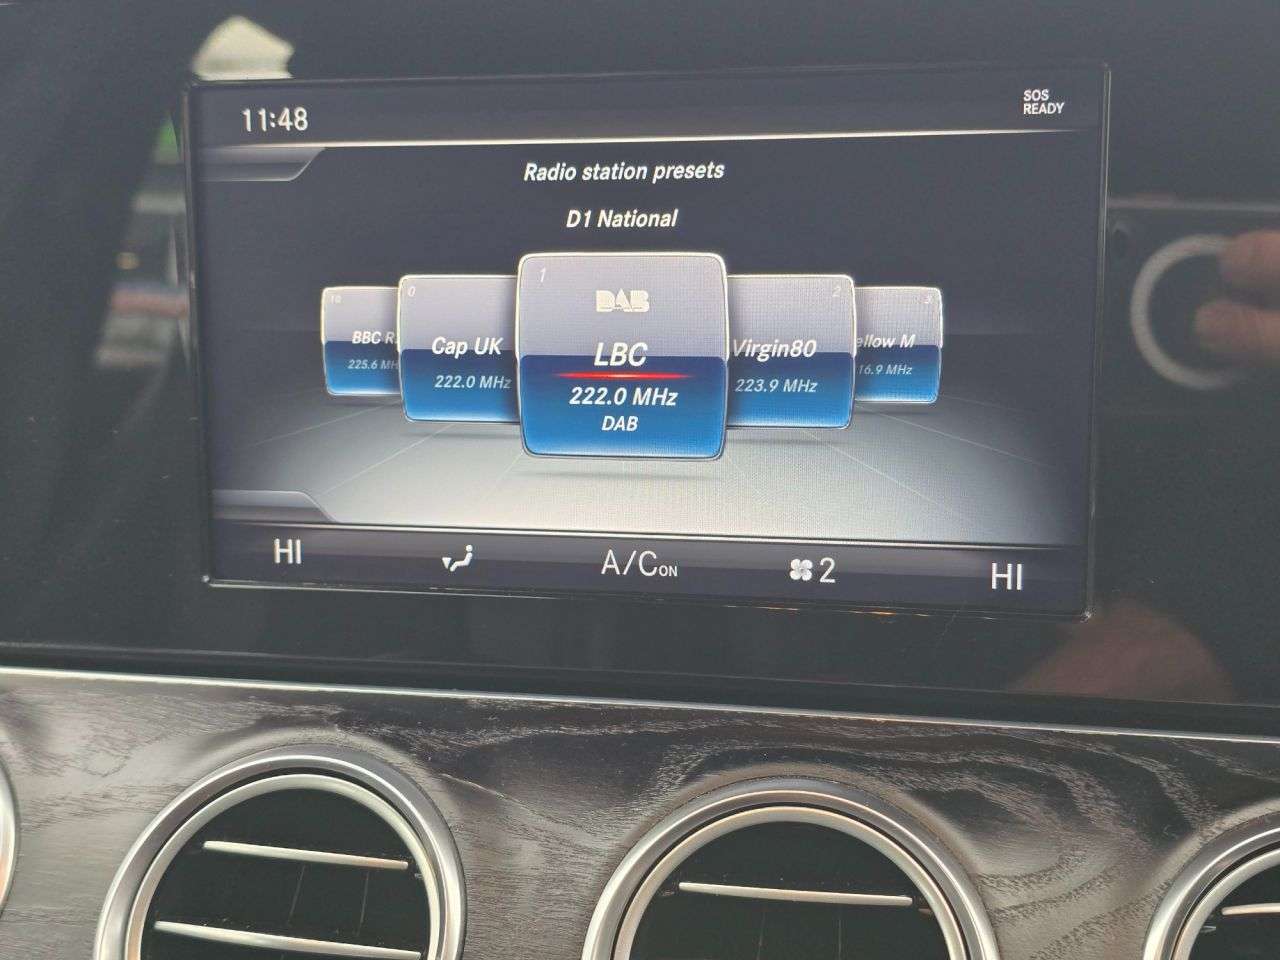 11:48
SOS
READY
Radio station presets
D1 National
10
BBC R
225.6 MH
0
Cap UK
222.0 MHz
1
DAB
LBC
222.0 MHz
DAB
2
Virgin80
223.9 MHz
3
ellow M
16.9 MHz
HI
A/C ON
2
HI